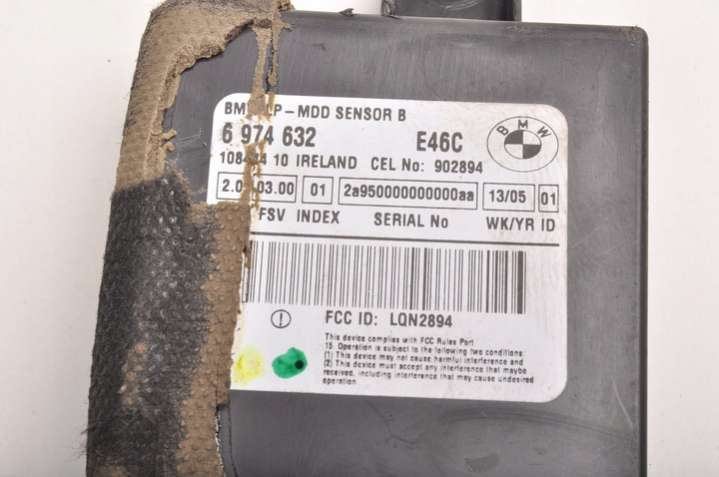 BM LP-MDD SENSOR B
6 974 632 E46C
BMW
10 IRELAND CEL No: 902894
03.00 01 2a950000000000aa 13/05 01
FSV INDEX SERIAL No WK/YR ID
FCC ID: LQN2894
This device complies with FCC Rules Part
15 Operation is subject to the following two conditions:
(1) This device may not cause harmful interference and
(2) This device must accept any interference that maybe
received, including interference that may cause undesired
operation